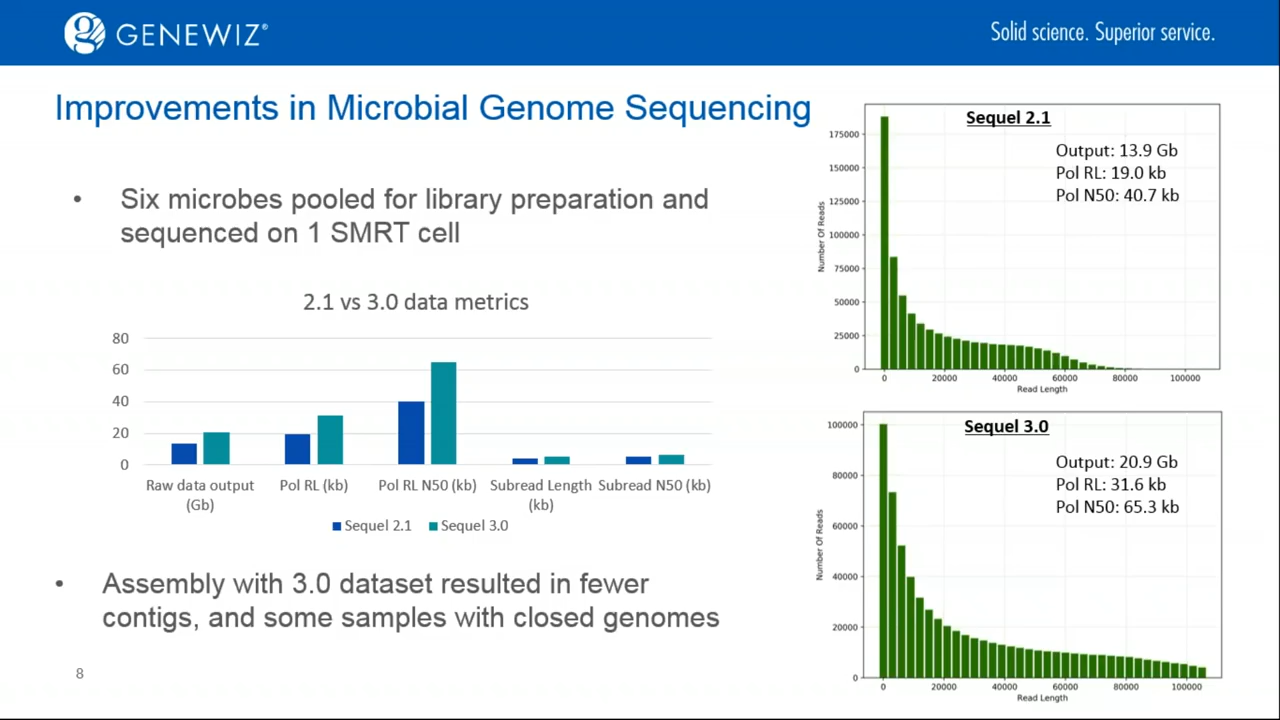 GENEWIZ®
Solid science. Superior service.
Improvements in Microbial Genome Sequencing
• Six microbes pooled for library preparation and
sequenced on 1 SMRT cell
2.1 vs 3.0 data metrics
80
60
40
20
0
Raw data output
(Gb)
Pol RL (kb)
Pol RL N50 (kb)
Subread Length
(kb)
Subread N50 (kb)
Sequel 2.1
Sequel 3.0
• Assembly with 3.0 dataset resulted in fewer
contigs, and some samples with closed genomes
8
Sequel 2.1
Output: 13.9 Gb
Pol RL: 19.0 kb
Pol N50: 40.7 kb
Number Of Reads
175000
150000
125000
100000
75000
50000
25000
0
0 20000 40000 60000 80000 100000
Read Length
Sequel 3.0
Output: 20.9 Gb
Pol RL: 31.6 kb
Pol N50: 65.3 kb
Number Of Reads
100000
80000
60000
40000
20000
0
0 20000 40000 60000 80000 100000
Read Length